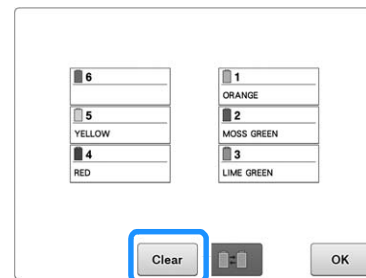 6
1
ORANGE
5
YELLOW
2
MOSS GREEN
4
RED
3
LIME GREEN
Clear
OK